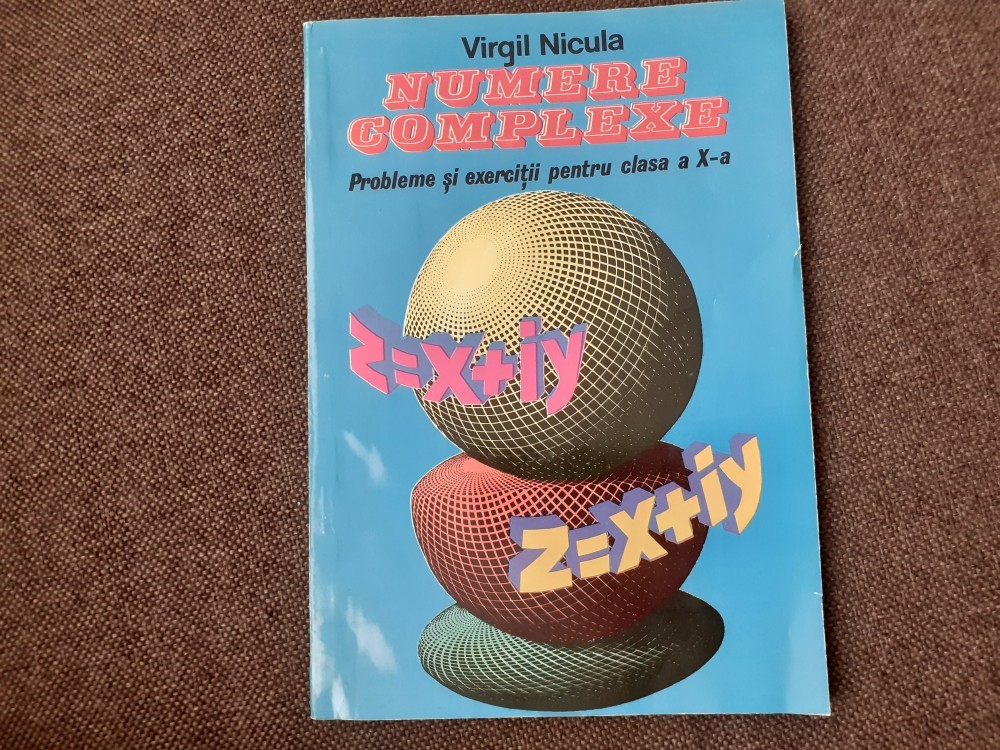 Virgil Nicula
NUMERE
COMPLEXE
Probleme și exerciții pentru clasa a X-a
z=x+iy
z=x+iy